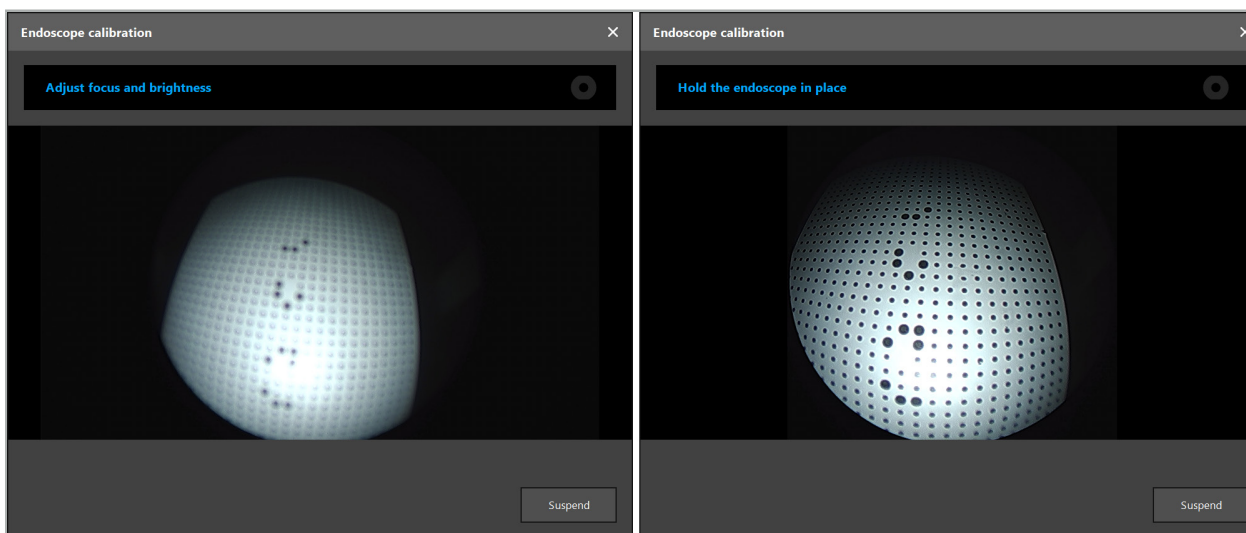 Endoscope calibration
Adjust focus and brightness
Suspend
Endoscope calibration
Hold the endoscope in place
Suspend